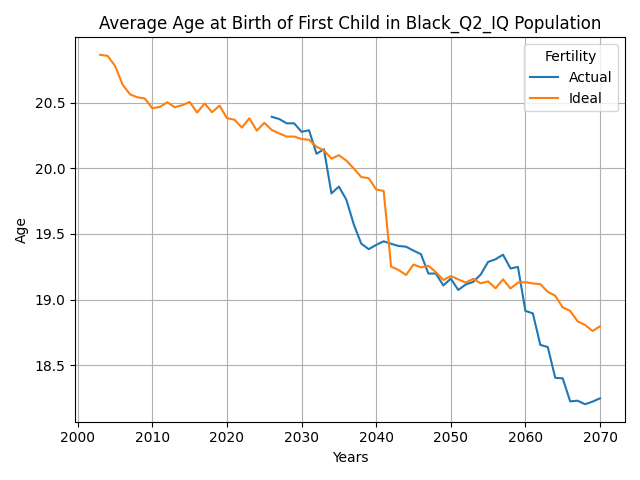 Average Age at Birth of First Child in Black_Q2_IQ Population
Fertility
Actual
Ideal
20.5
20.0
19.5
19.0
18.5
Age
2000 2010 2020 2030 2040 2050 2060 2070
Years